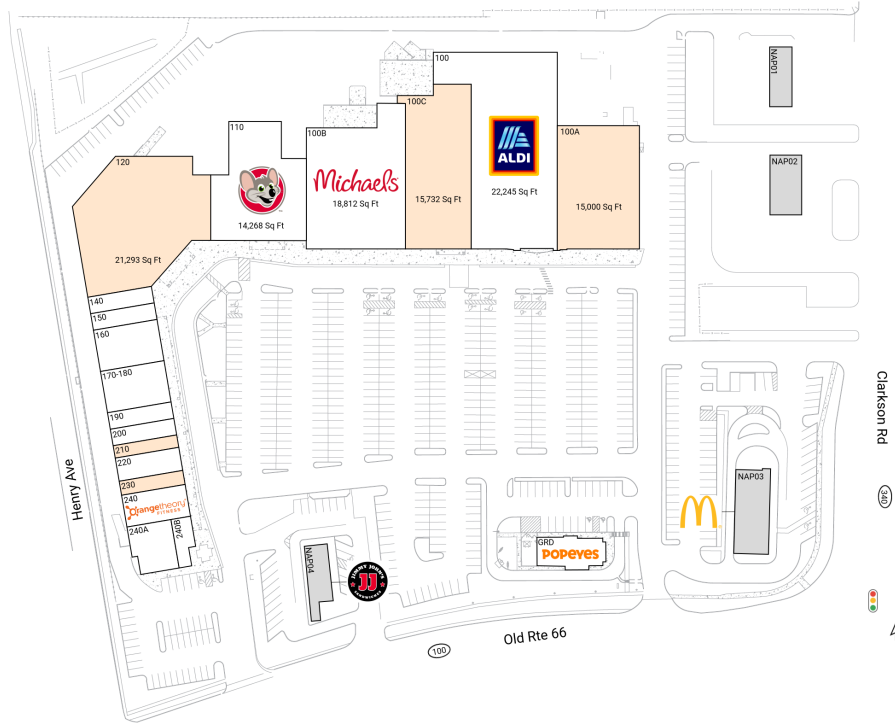 100
NAP01
100C
110
100B
100A
ALDI
120
NAP02
Michaels
22,245 Sq Ft
18,812 Sq Ft
15,732 Sq Ft
15,000 Sq Ft
14,268 Sq Ft
21,293 Sq Ft
140
150
160
170-180
190
200
210
220
230
240
Orangetheory
FITNESS
240A
240B
Henry Ave
Clarkson Rd
340
NAP03
GRD
POPEYES
NAP04
JIMMY JOHN'S
JJ
SANDWICHES
Old Rte 66
100